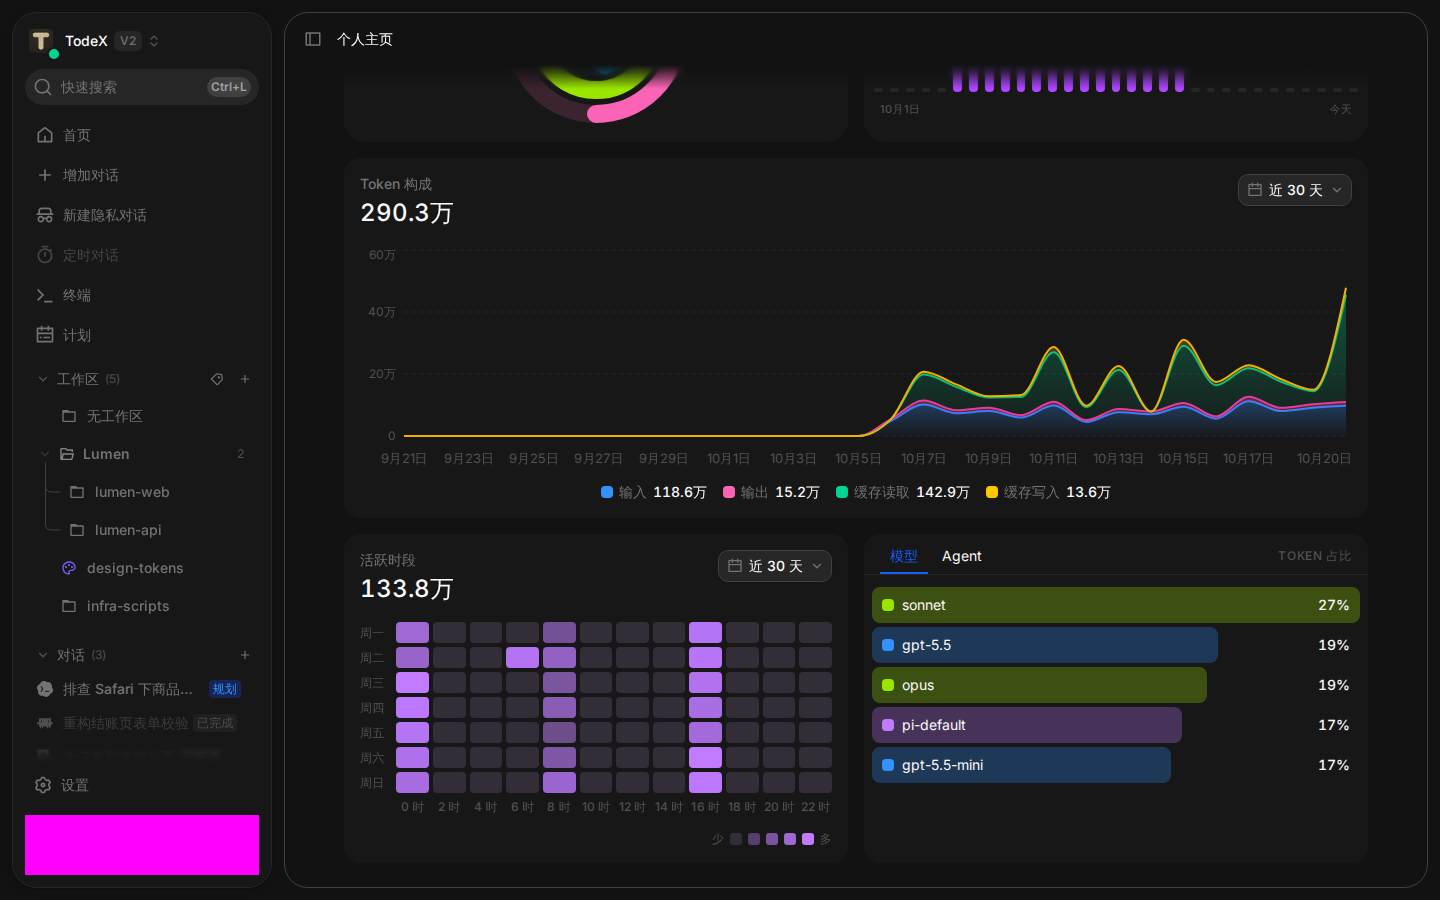 TodeX V2
快速搜索 Ctrl+L
首页
增加对话
新建隐私对话
定时对话
终端
计划
工作区 (5)
无工作区
Lumen 2
lumen-web
lumen-api
design-tokens
infra-scripts
对话 (3)
排查 Safari 下商品... 规划
重构结账页表单校验 已完成
设置
个人主页
10月1日 今天
Token 构成
290.3万
近 30 天
60万
40万
20万
0
9月21日 9月23日 9月25日 9月27日 9月29日 10月1日 10月3日 10月5日 10月7日 10月9日 10月11日 10月13日 10月15日 10月17日 10月20日
输入 118.6万 输出 15.2万 缓存读取 142.9万 缓存写入 13.6万
活跃时段
133.8万
近 30 天
周一
周二
周三
周四
周五
周六
周日
0 时 2 时 4 时 6 时 8 时 10 时 12 时 14 时 16 时 18 时 20 时 22 时
少 多
模型 Agent TOKEN 占比
sonnet 27%
gpt-5.5 19%
opus 19%
pi-default 17%
gpt-5.5-mini 17%